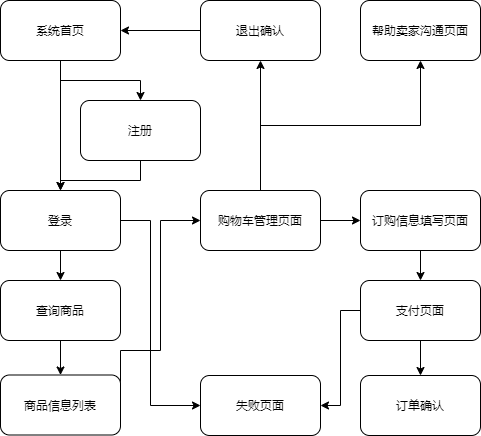 系统首页
退出确认
帮助卖家沟通页面
注册
登录
购物车管理页面
订购信息填写页面
查询商品
支付页面
商品信息列表
失败页面
订单确认